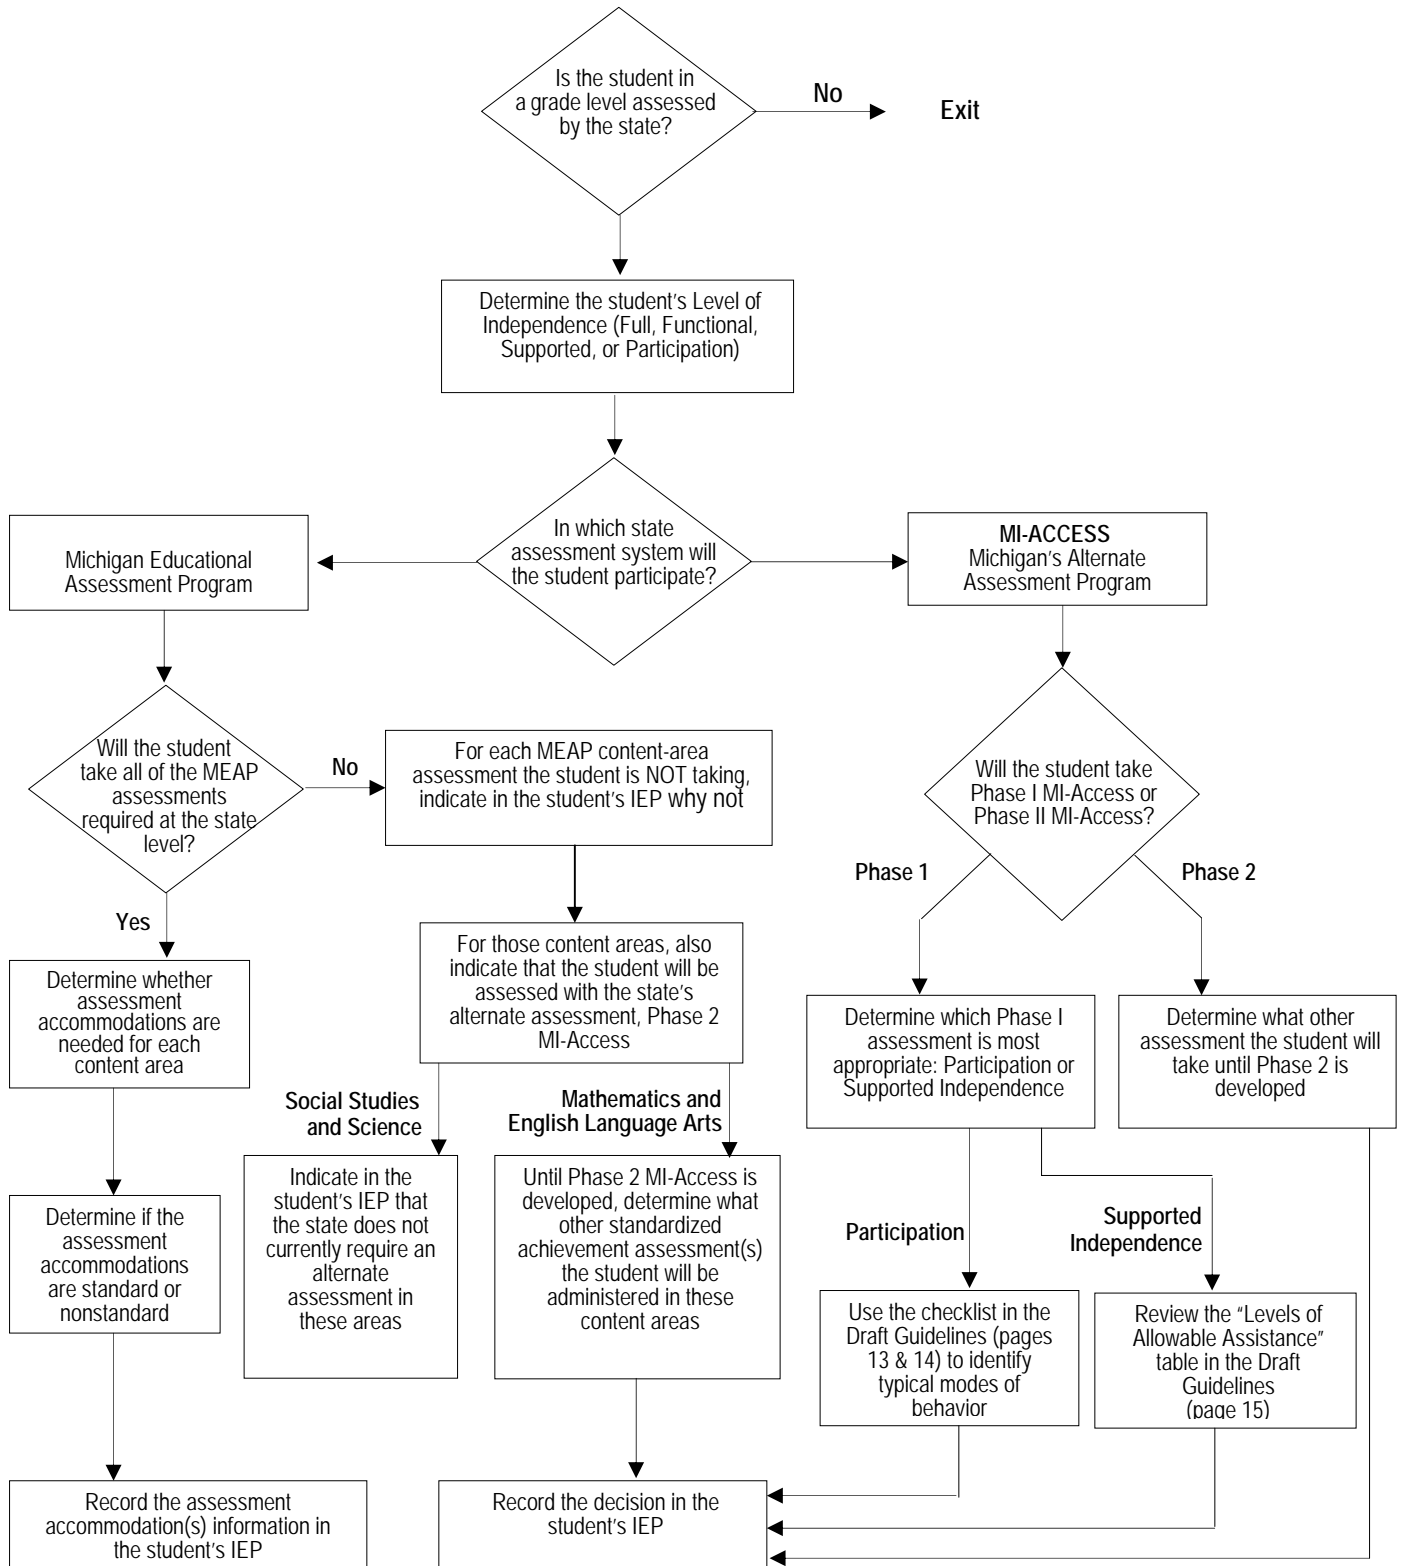 Is the student in
a grade level assessed
by the state?
No
Exit
Determine the student's Level of
Independence (Full, Functional,
Supported, or Participation)
In which state
assessment system will
the student participate?
Michigan Educational
Assessment Program
MI-ACCESS
Michigan's Alternate
Assessment Program
Will the student
take all of the MEAP
assessments
required at the state
level?
No
For each MEAP content-area
assessment the student is NOT taking,
indicate in the student's IEP why not
Will the student take
Phase I MI-Access or
Phase II MI-Access?
Phase 1
Phase 2
Yes
For those content areas, also
indicate that the student will be
assessed with the state's
alternate assessment, Phase 2
MI-Access
Determine whether
assessment
accommodations are
needed for each
content area
Determine which Phase I
assessment is most
appropriate: Participation or
Supported Independence
Determine what other
assessment the student will
take until Phase 2 is
developed
Social Studies
and Science
Mathematics and
English Language Arts
Indicate in the
student's IEP that
the state does not
currently require an
alternate
assessment in
these areas
Until Phase 2 MI-Access is
developed, determine what
other standardized
achievement assessment(s)
the student will be
administered in these
content areas
Determine if the
assessment
accommodations
are standard or
nonstandard
Participation
Supported
Independence
Use the checklist in the
Draft Guidelines (pages
13 & 14) to identify
typical modes of
behavior
Review the "Levels of
Allowable Assistance"
table in the Draft
Guidelines
(page 15)
Record the assessment
accommodation(s) information in
the student's IEP
Record the decision in the
student's IEP